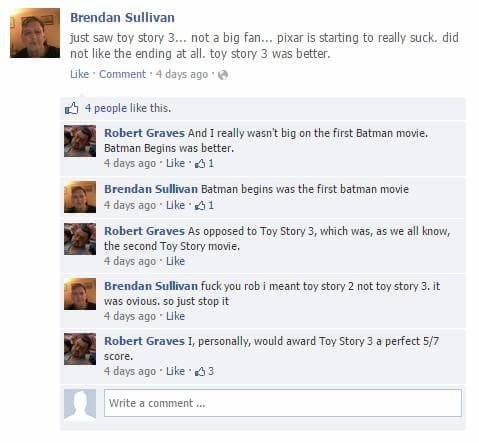 Brendan Sullivan
just saw toy story 3... not a big fan... pixar is starting to really suck. did
not like the ending at all. toy story 3 was better.
Like · Comment · 4 days ago ·
4 people like this.
Robert Graves And I really wasn't big on the first Batman movie.
Batman Begins was better.
4 days ago · Like · 1
Brendan Sullivan Batman begins was the first batman movie
4 days ago · Like · 1
Robert Graves As opposed to Toy Story 3, which was, as we all know,
the second Toy Story movie.
4 days ago · Like
Brendan Sullivan fuck you rob i meant toy story 2 not toy story 3. it
was ovious. so just stop it
4 days ago · Like
Robert Graves I, personally, would award Toy Story 3 a perfect 5/7
score.
4 days ago · Like · 3
Write a comment ...